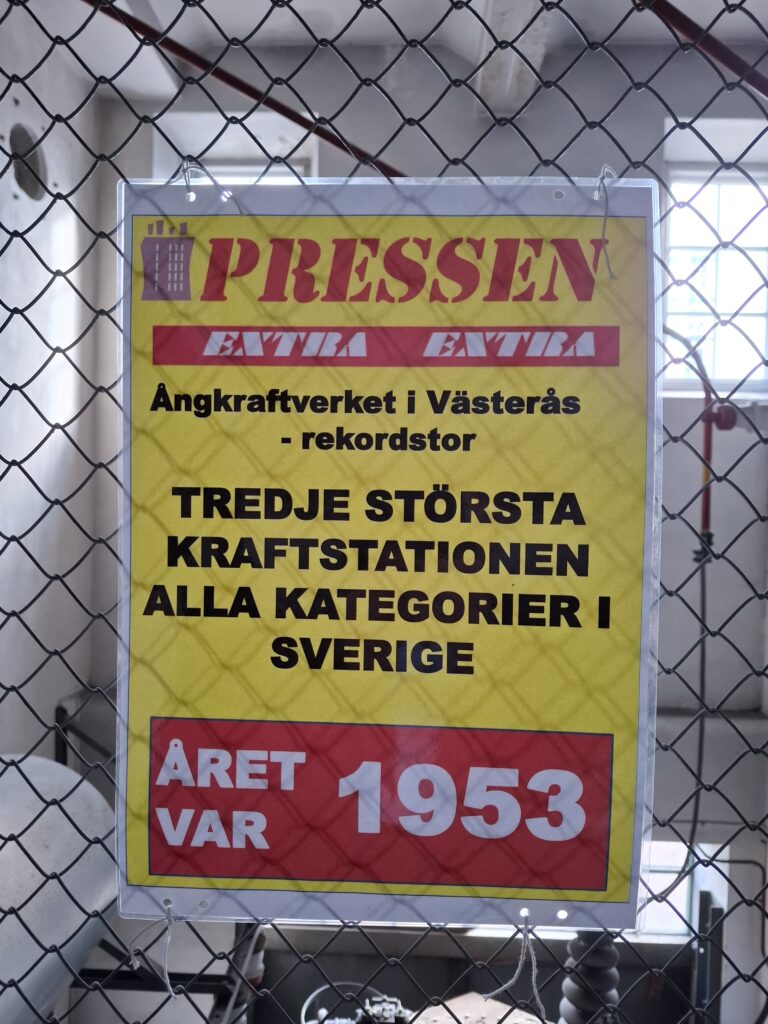 PRESSEN
EXTRA EXTRA
Ångkraftverket i Västerås
- rekordstor
TREDJE STÖRSTA
KRAFTSTATIONEN
ALLA KATEGORIER I
SVERIGE
ÅRET
VAR
1953